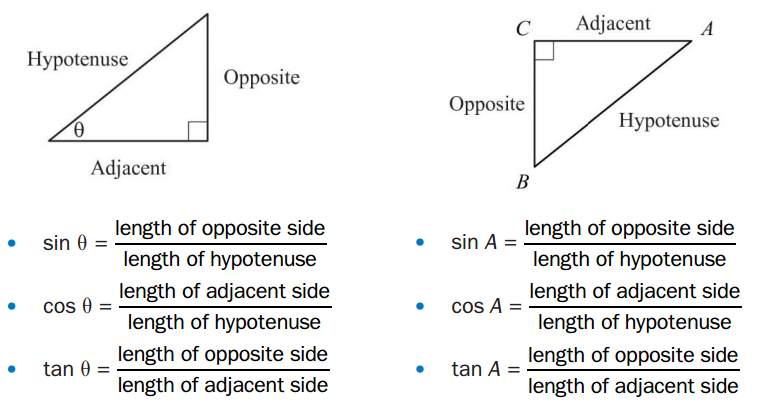 Hypotenuse
Opposite
θ
Adjacent
C
Adjacent
A
Opposite
Hypotenuse
B
• sin θ = length of opposite side
length of hypotenuse
• cos θ = length of adjacent side
length of hypotenuse
• tan θ = length of opposite side
length of adjacent side
• sin A = length of opposite side
length of hypotenuse
• cos A = length of adjacent side
length of hypotenuse
• tan A = length of opposite side
length of adjacent side